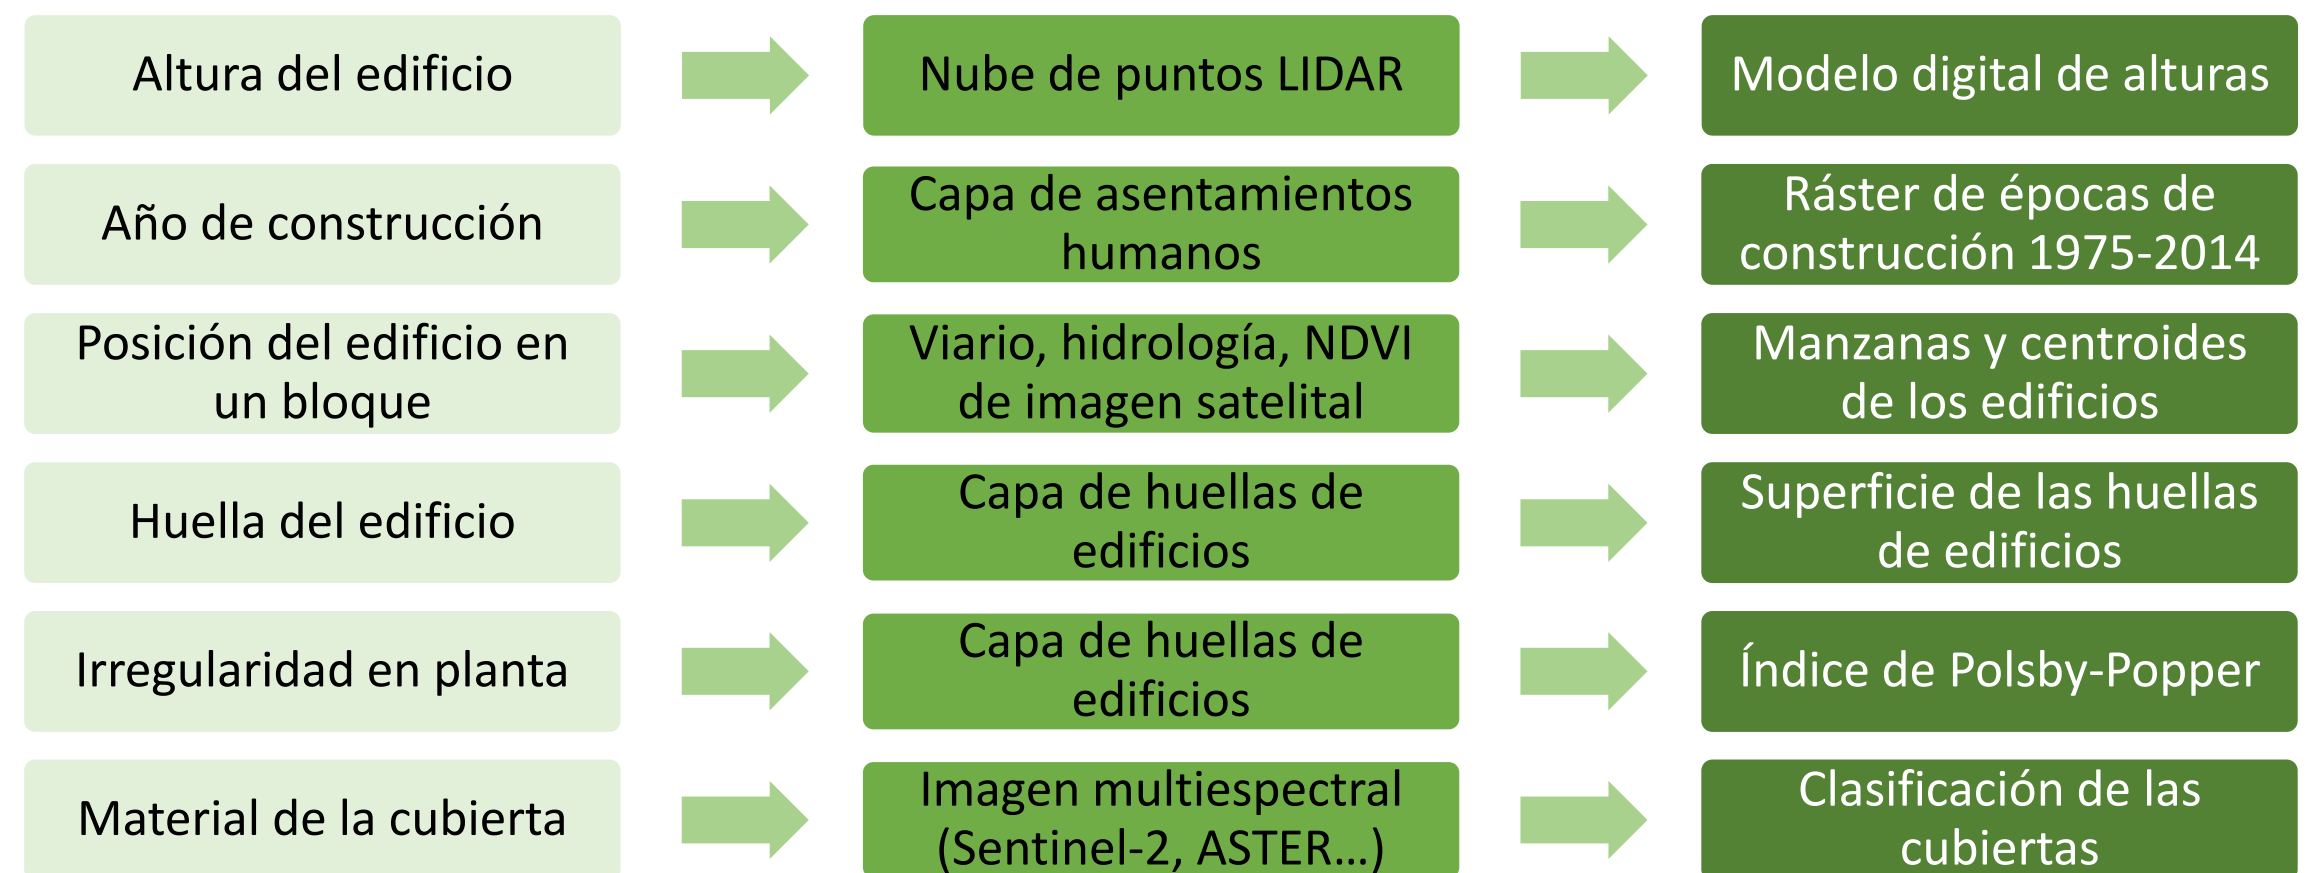 Altura del edificio
Nube de puntos LIDAR
Modelo digital de alturas
Año de construcción
Capa de asentamientos
humanos
Ráster de épocas de
construcción 1975-2014
Posición del edificio en
un bloque
Viario, hidrología, NDVI
de imagen satelital
Manzanas y centroides
de los edificios
Huella del edificio
Capa de huellas de
edificios
Superficie de las huellas
de edificios
Irregularidad en planta
Capa de huellas de
edificios
Índice de Polsby-Popper
Material de la cubierta
Imagen multiespectral
(Sentinel-2, ASTER...)
Clasificación de las
cubiertas